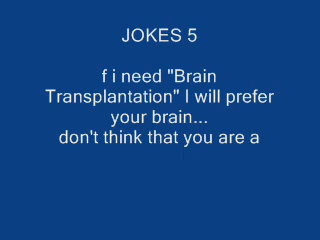 JOKES 5
f i need "Brain
Transplantation" I will prefer
your brain...
don't think that you are a